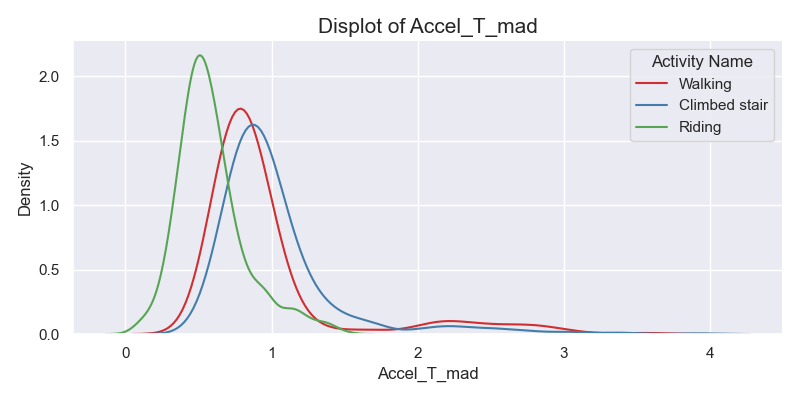 Displot of Accel_T_mad
Activity Name
Walking
Climbed stair
Riding
Density
2.0
1.5
1.0
0.5
0.0
0 1 2 3 4
Accel_T_mad